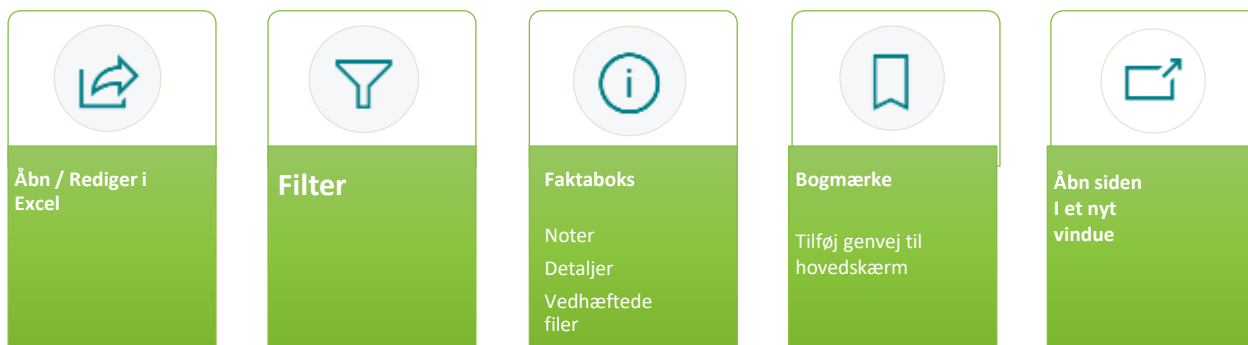 Åbn / Rediger i
Excel
Filter
Faktaboks
Noter
Detaljer
Vedhæftede
filer
Bogmærke
Tilføj genvej til
hovedskærm
Åbn siden
I et nyt
vindue